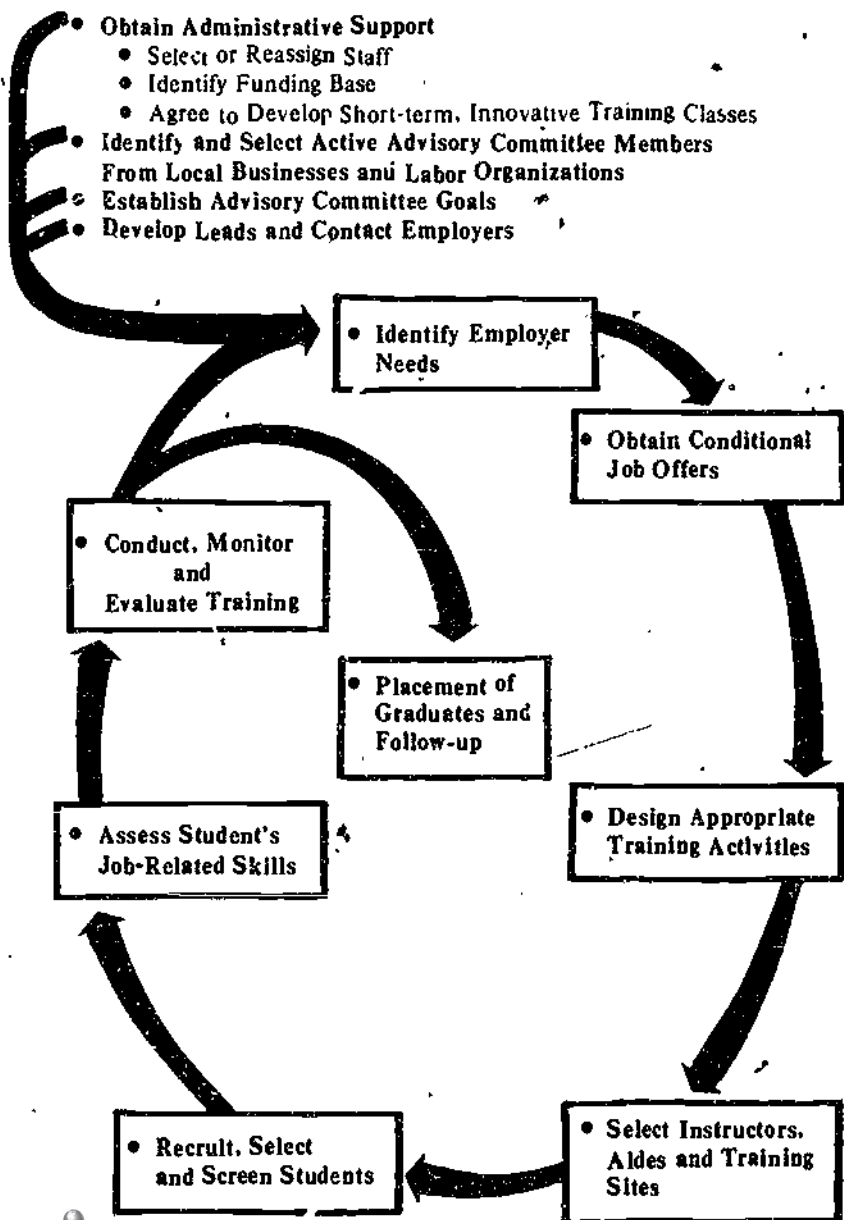 • Obtain Administrative Support
• Select or Reassign Staff
• Identify Funding Base
• Agree to Develop Short-term, Innovative Training Classes
• Identify and Select Active Advisory Committee Members
From Local Businesses and Labor Organizations
• Establish Advisory Committee Goals
• Develop Leads and Contact Employers
• Identify Employer
Needs
• Obtain Conditional
Job Offers
• Conduct, Monitor
and
Evaluate Training
• Placement of
Graduates and
Follow-up
• Design Appropriate
Training Activities
• Assess Student's
Job-Related Skills
• Recruit, Select
and Screen Students
• Select Instructors,
Aides and Training
Sites